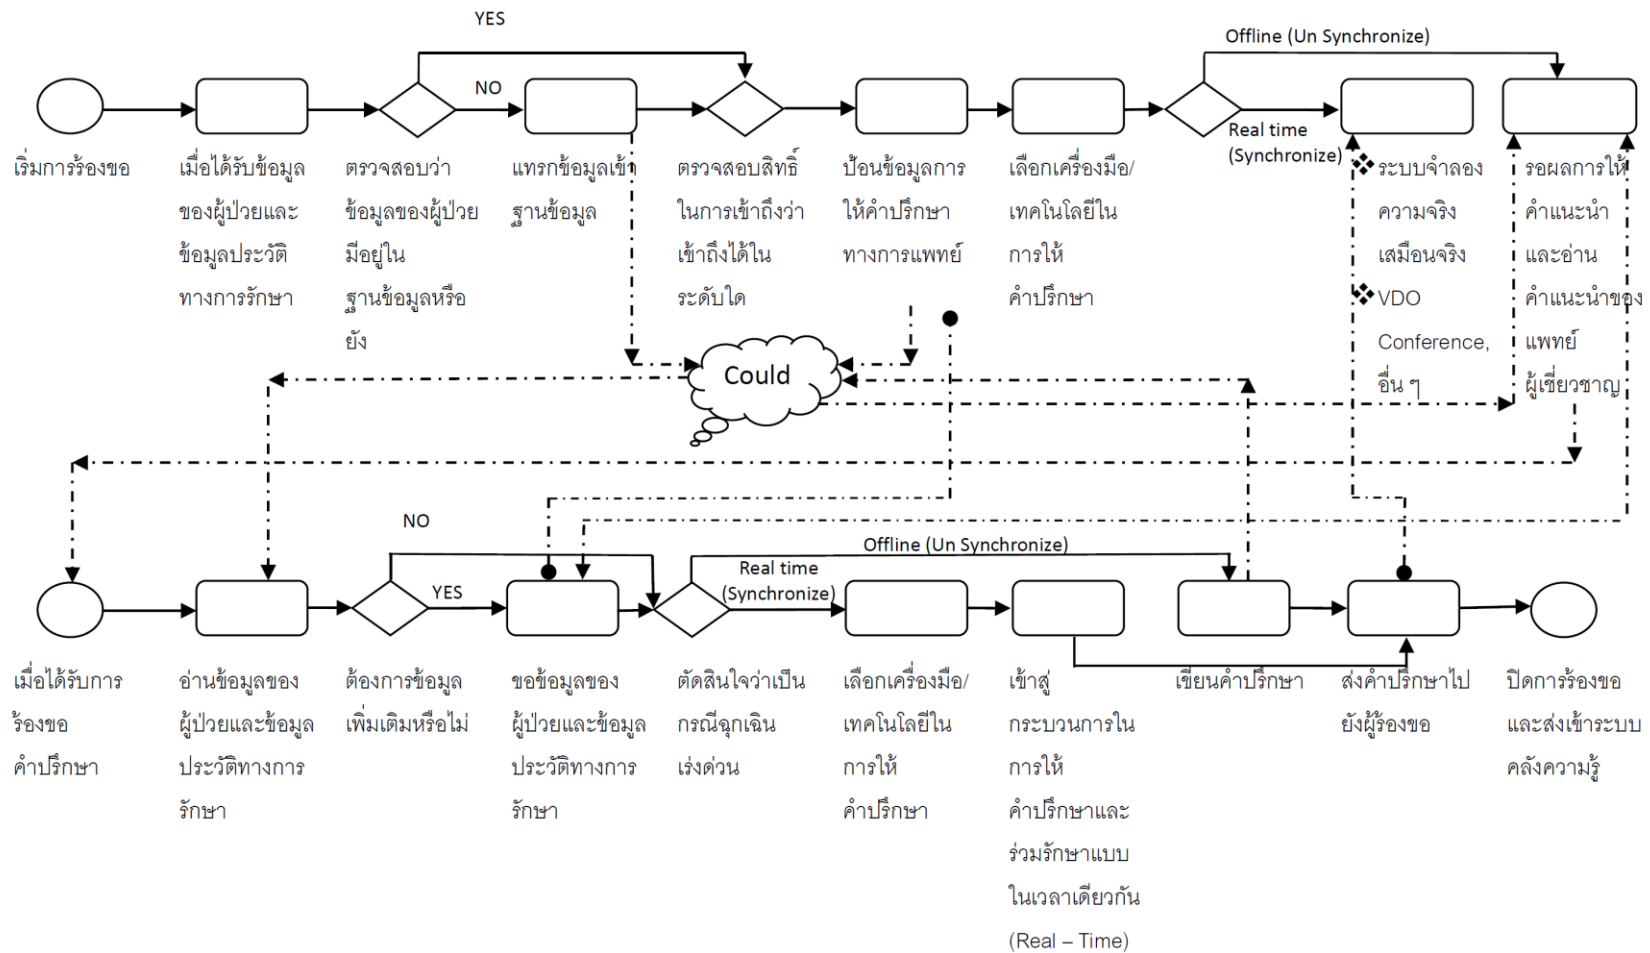 YES
Offline (Un Synchronize)
NO
Real time
(Synchronize)
เริ่มการร้องขอ
เมื่อได้รับข้อมูล
ของผู้ป่วยและ
ข้อมูลประวัติ
ทางการรักษา
ตรวจสอบว่า
ข้อมูลของผู้ป่วย
มีอยู่ใน
ฐานข้อมูลหรือ
ยัง
แทรกข้อมูลเข้า
ฐานข้อมูล
ตรวจสอบสิทธิ์
ในการเข้าถึงว่า
เข้าถึงได้ใน
ระดับใด
ป้อนข้อมูลการ
ให้คำปรึกษา
ทางการแพทย์
เลือกเครื่องมือ/
เทคโนโลยีใน
การให้
คำปรึกษา
❖ ระบบจำลอง
ความจริง
เสมือนจริง
❖ VDO
Conference,
อื่น ๆ
รอผลการให้
คำแนะนำ
และอ่าน
คำแนะนำของ
แพทย์
ผู้เชี่ยวชาญ
Could
NO
Offline (Un Synchronize)
YES
Real time
(Synchronize)
เมื่อได้รับการ
ร้องขอ
คำปรึกษา
อ่านข้อมูลของ
ผู้ป่วยและข้อมูล
ประวัติทางการ
รักษา
ต้องการข้อมูล
เพิ่มเติมหรือไม่
ขอข้อมูลของ
ผู้ป่วยและข้อมูล
ประวัติทางการ
รักษา
ตัดสินใจว่าเป็น
กรณีฉุกเฉิน
เร่งด่วน
เลือกเครื่องมือ/
เทคโนโลยีใน
การให้
คำปรึกษา
เข้าสู่
กระบวนการใน
การให้
คำปรึกษาและ
ร่วมรักษาแบบ
ในเวลาเดียวกัน
(Real – Time)
เขียนคำปรึกษา
ส่งคำปรึกษาไป
ยังผู้ร้องขอ
ปิดการร้องขอ
และส่งเข้าระบบ
คลังความรู้